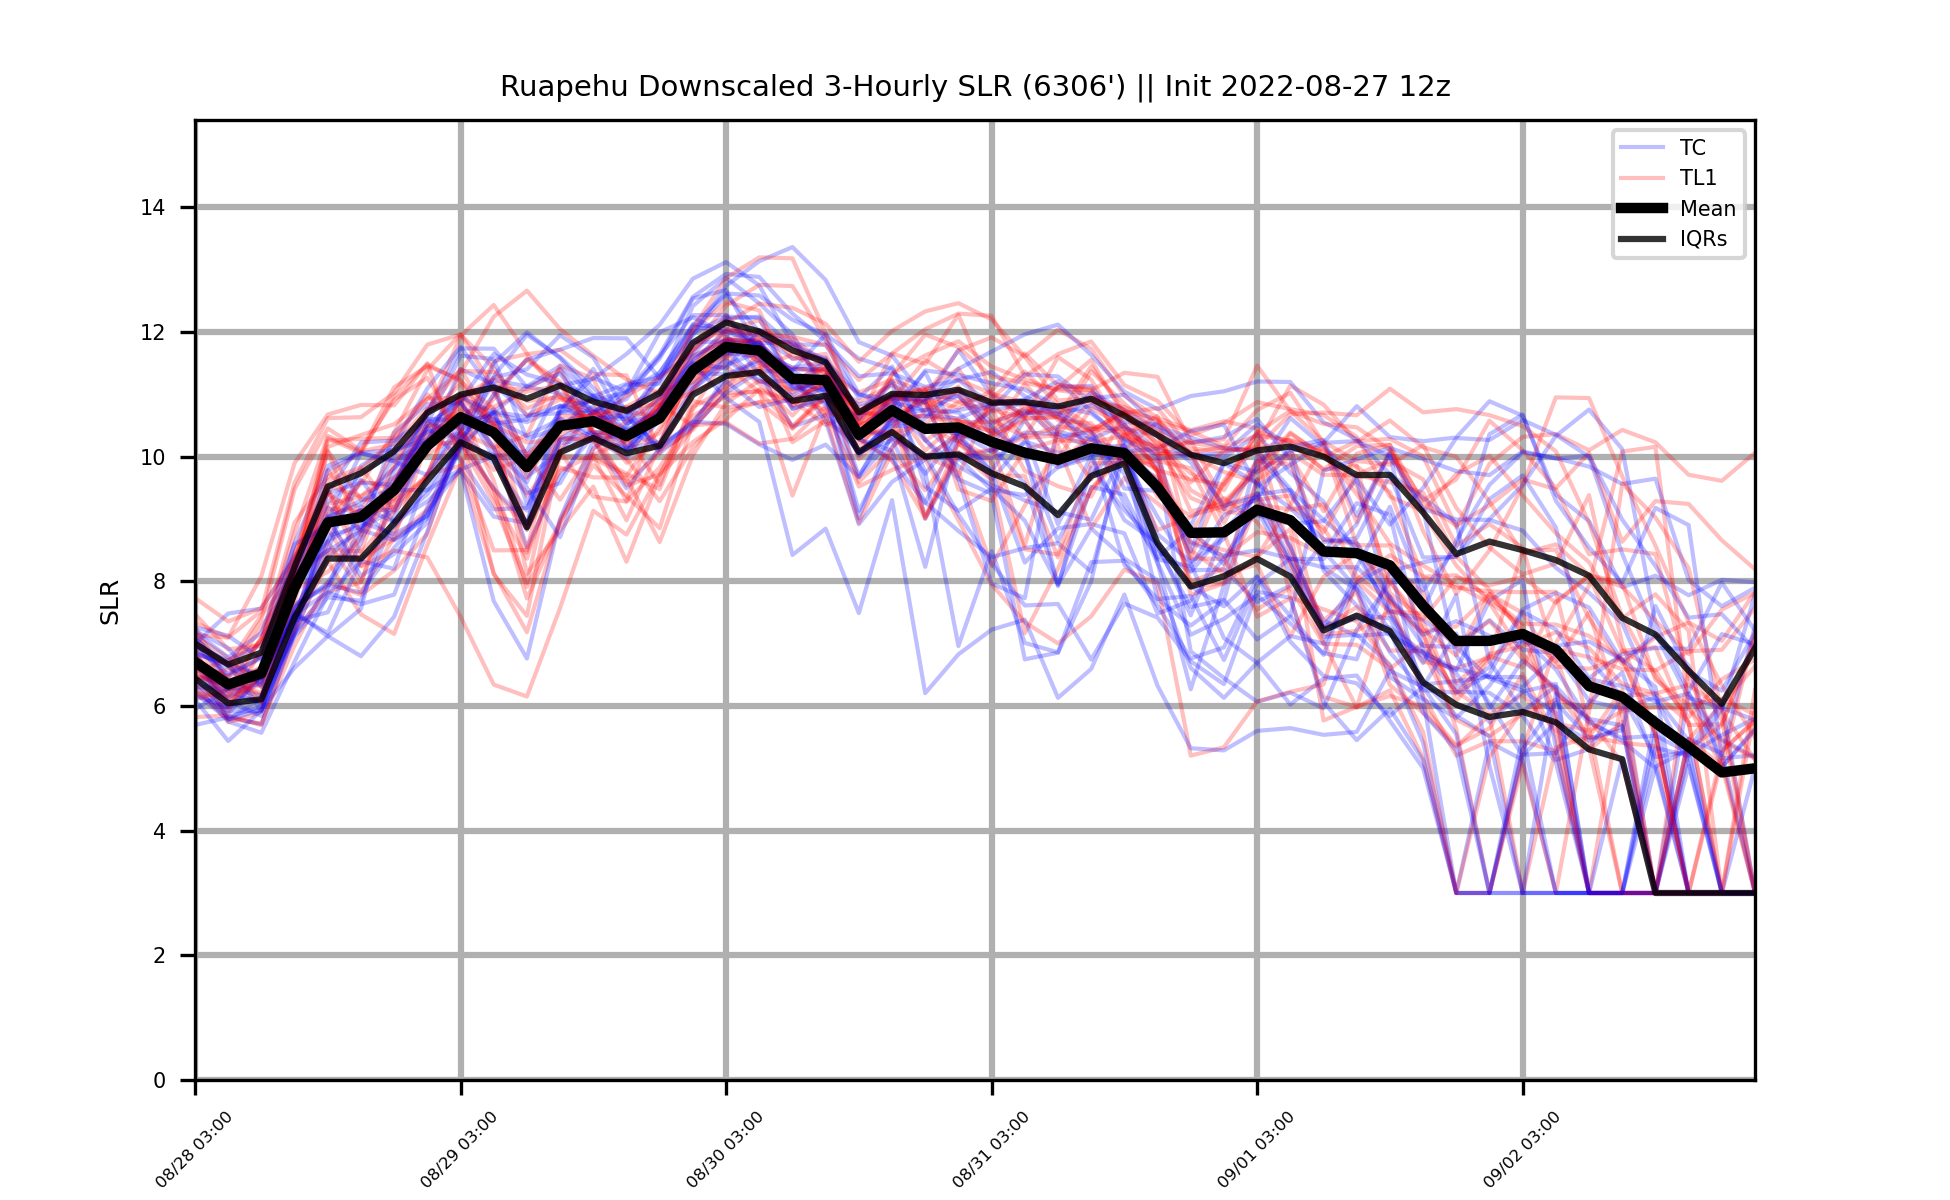 Ruapehu Downscaled 3-Hourly SLR (6306') || Init 2022-08-27 12z
TC
TL1
Mean
IQRs
SLR
14
12
10
8
6
4
2
0
08/28 03:00
08/29 03:00
08/30 03:00
08/31 03:00
09/01 03:00
09/02 03:00